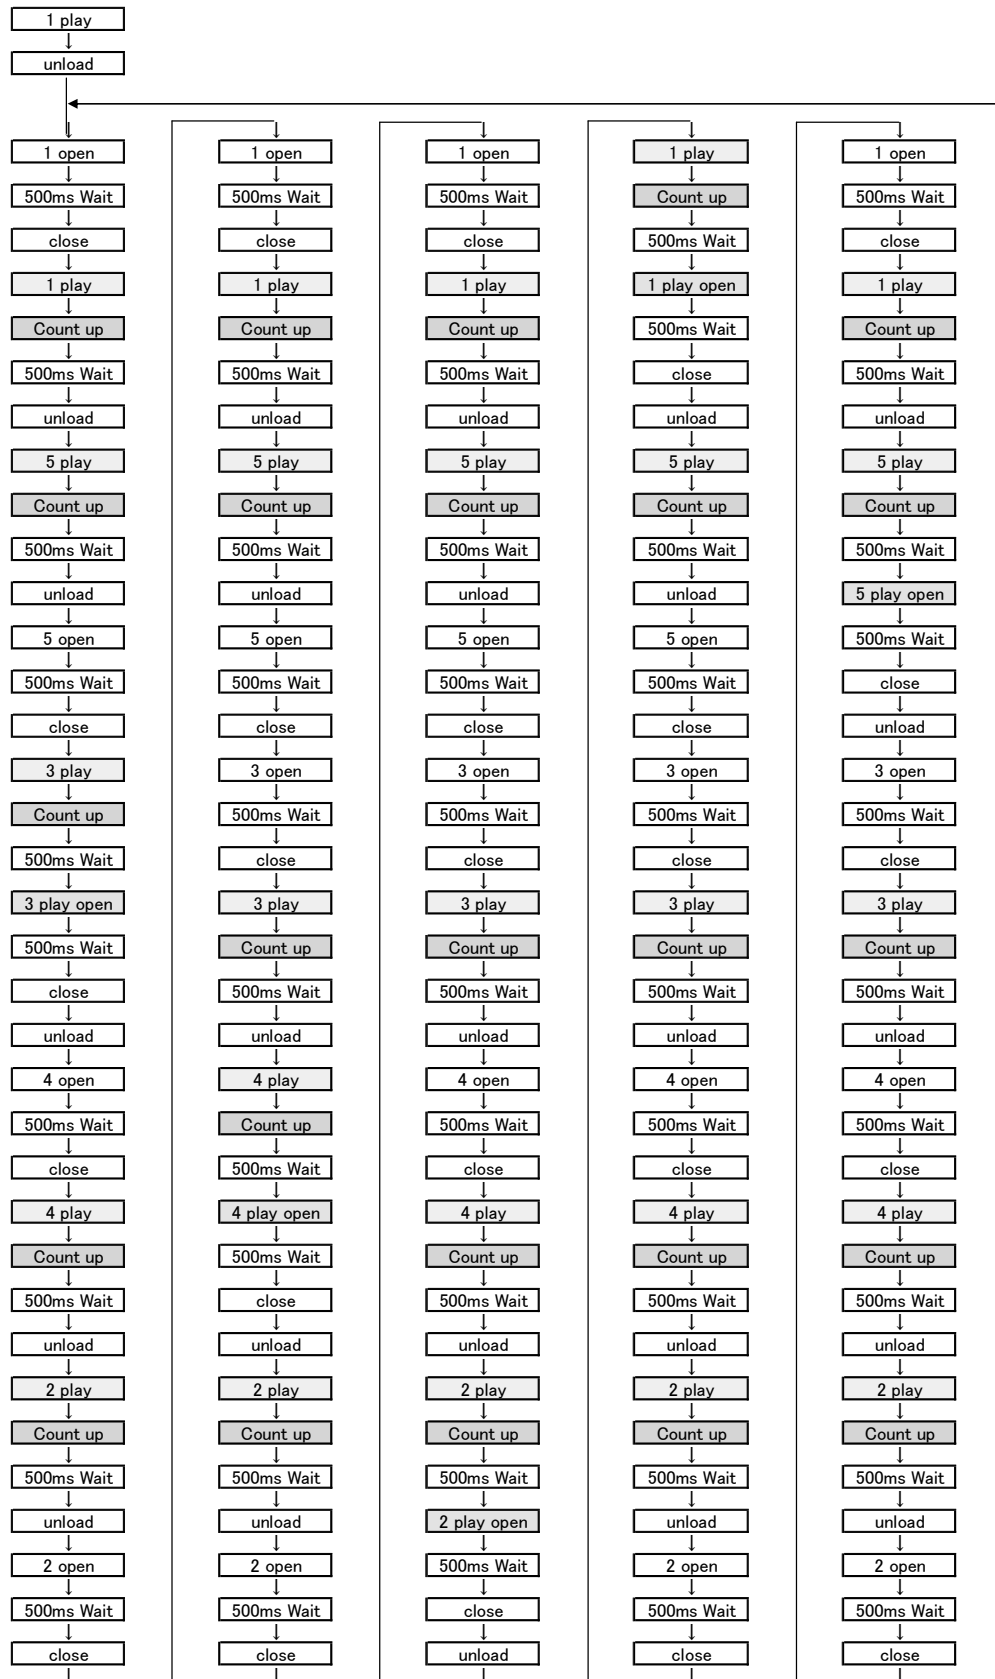 1 play
unload
1 open
500ms Wait
close
1 play
Count up
500ms Wait
unload
5 play
Count up
500ms Wait
unload
5 open
500ms Wait
close
3 play
Count up
500ms Wait
3 play open
500ms Wait
close
unload
4 open
500ms Wait
close
4 play
Count up
500ms Wait
unload
2 play
Count up
500ms Wait
unload
2 open
500ms Wait
close
1 open
500ms Wait
close
1 play
Count up
500ms Wait
unload
5 play
Count up
500ms Wait
unload
5 open
500ms Wait
close
3 open
500ms Wait
close
3 play
Count up
500ms Wait
unload
4 play
Count up
500ms Wait
4 play open
500ms Wait
close
unload
2 play
Count up
500ms Wait
unload
2 open
500ms Wait
close
1 open
500ms Wait
close
1 play
Count up
500ms Wait
unload
5 play
Count up
500ms Wait
unload
5 open
500ms Wait
close
3 open
500ms Wait
close
3 play
Count up
500ms Wait
unload
4 open
500ms Wait
close
4 play
Count up
500ms Wait
unload
2 play
Count up
500ms Wait
2 play open
500ms Wait
close
unload
1 play
Count up
500ms Wait
1 play open
500ms Wait
close
unload
5 play
Count up
500ms Wait
unload
5 open
500ms Wait
close
3 open
500ms Wait
close
3 play
Count up
500ms Wait
unload
4 open
500ms Wait
close
4 play
Count up
500ms Wait
unload
2 play
Count up
500ms Wait
unload
2 open
500ms Wait
close
1 open
500ms Wait
close
1 play
Count up
500ms Wait
unload
5 play
Count up
500ms Wait
5 play open
500ms Wait
close
unload
3 open
500ms Wait
close
3 play
Count up
500ms Wait
unload
4 open
500ms Wait
close
4 play
Count up
500ms Wait
unload
2 play
Count up
500ms Wait
unload
2 open
500ms Wait
close